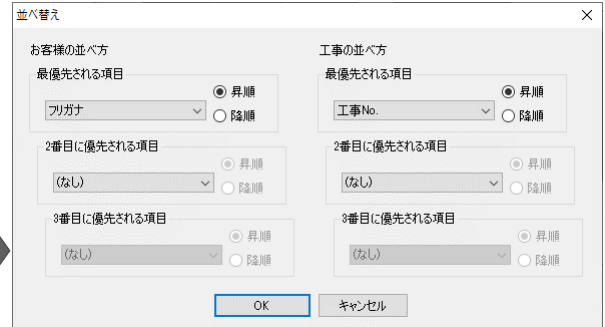 並べ替え
お客様の並べ方
最優先される項目
フリガナ
昇順
降順
2番目に優先される項目
(なし)
昇順
降順
3番目に優先される項目
(なし)
昇順
降順
工事の並べ方
最優先される項目
工事No.
昇順
降順
2番目に優先される項目
(なし)
昇順
降順
3番目に優先される項目
(なし)
昇順
降順
OK
キャンセル